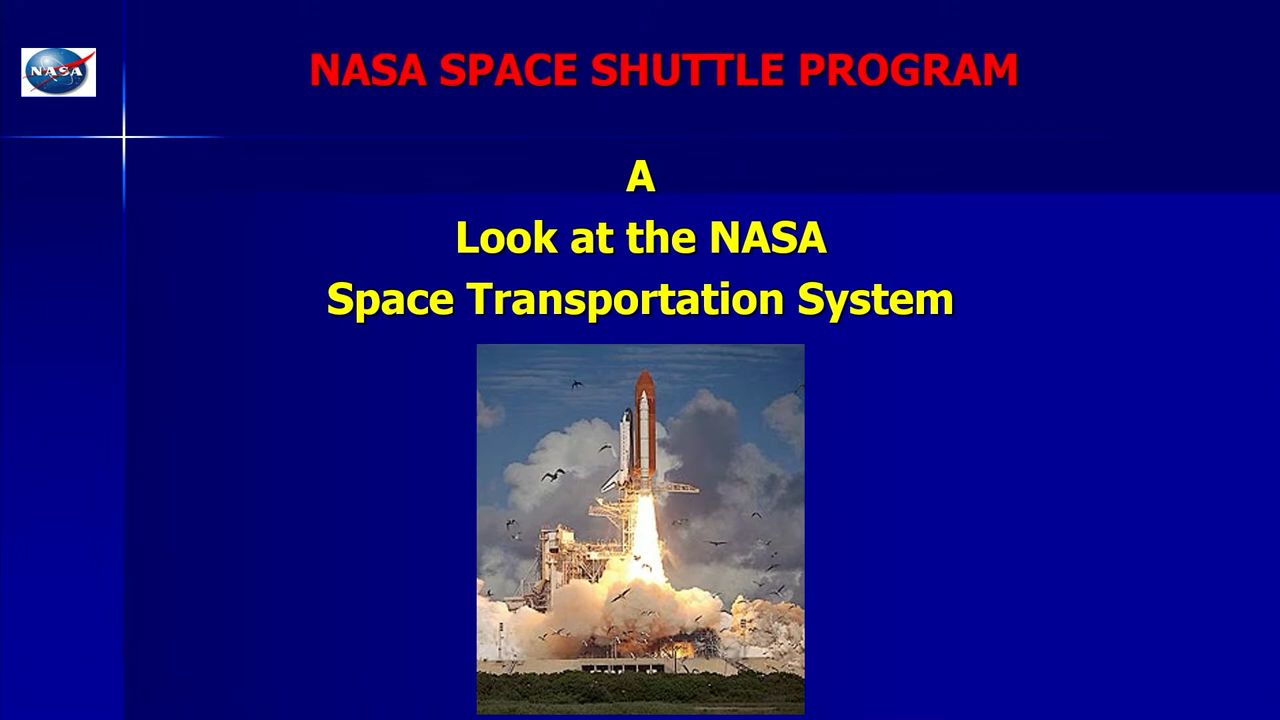 NASA
NASA SPACE SHUTTLE PROGRAM
A
Look at the NASA
Space Transportation System